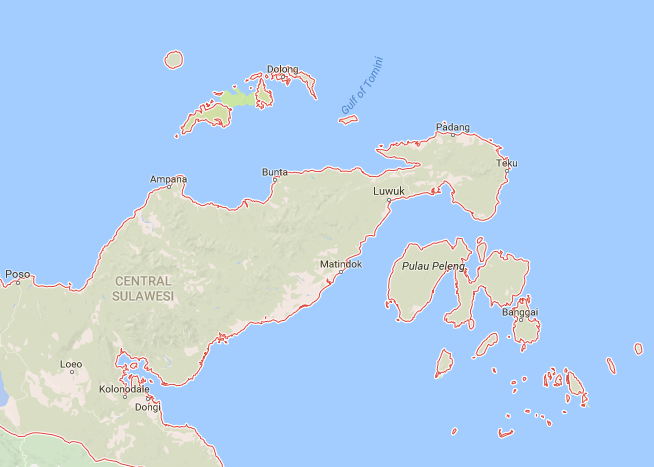 Dolong
Gulf of Tomini
Padang
Teku
Bunta
Ampana
Luwuk
Matindok
Pulau Peleng
Poso
CENTRAL
SULAWESI
Banggai
Loeo
Kolonodale
Dongi